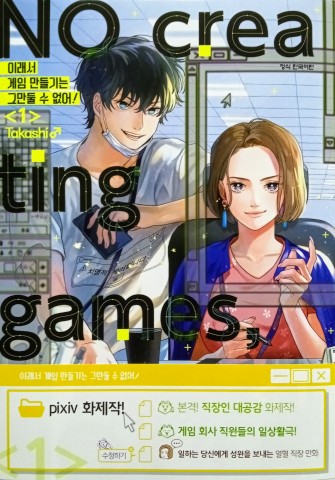 NO crea
정식 한국어판
이래서
게임 만들기는
그만둘 수 없어!
<1>
Takashi♂
ting
games,
이래서 게임 만들기는 그만둘 수 없어!
pixiv 화제작!
본격! 직장인 대공감 화제작!
게임 회사 직원들의 일상활극!
수정하기
일하는 당신에게 성원을 보내는 열혈 직장 만화
<1>